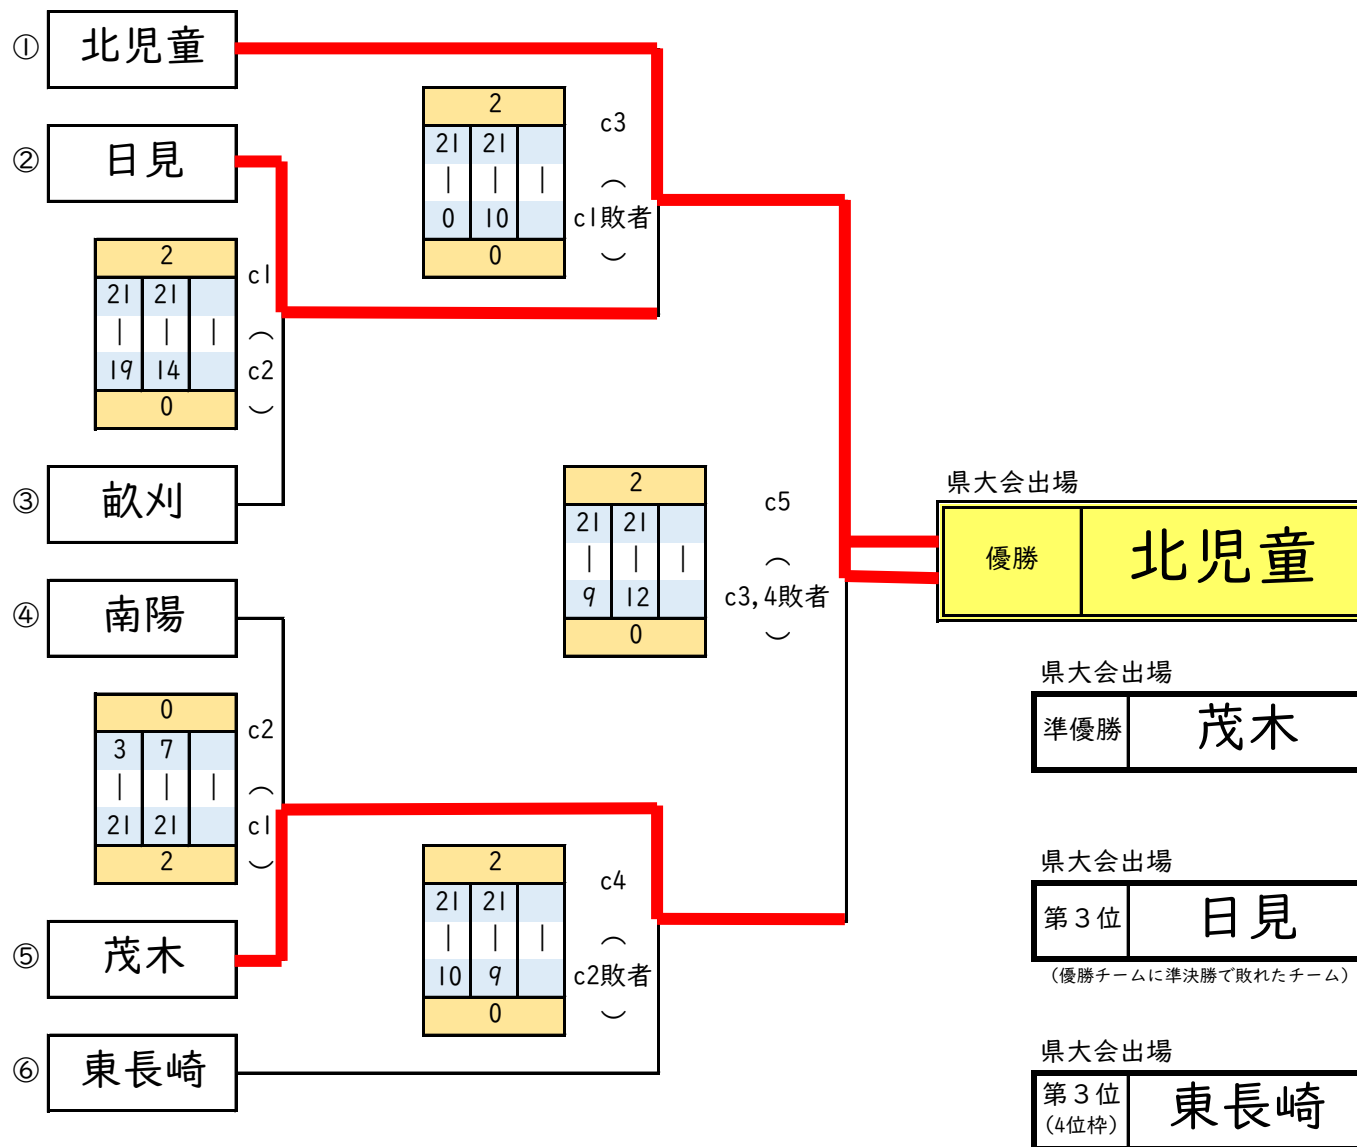 ① 北児童
2
21 21
| | |
0 10
0
c3
（
c1敗者
）
② 日見
2
21 21
| | |
19 14
0
c1
（
c2
）
③ 畝刈
2
21 21
| | |
9 12
0
c5
（
c3,4敗者
）
県大会出場
優勝 北児童
④ 南陽
県大会出場
準優勝 茂木
0
3 7
| | |
21 21
2
c2
（
c1
）
2
21 21
| | |
10 9
0
c4
（
c2敗者
）
県大会出場
第３位 日見
（優勝チームに準決勝で敗れたチーム）
⑤ 茂木
⑥ 東長崎
県大会出場
第３位
(4位枠)
東長崎